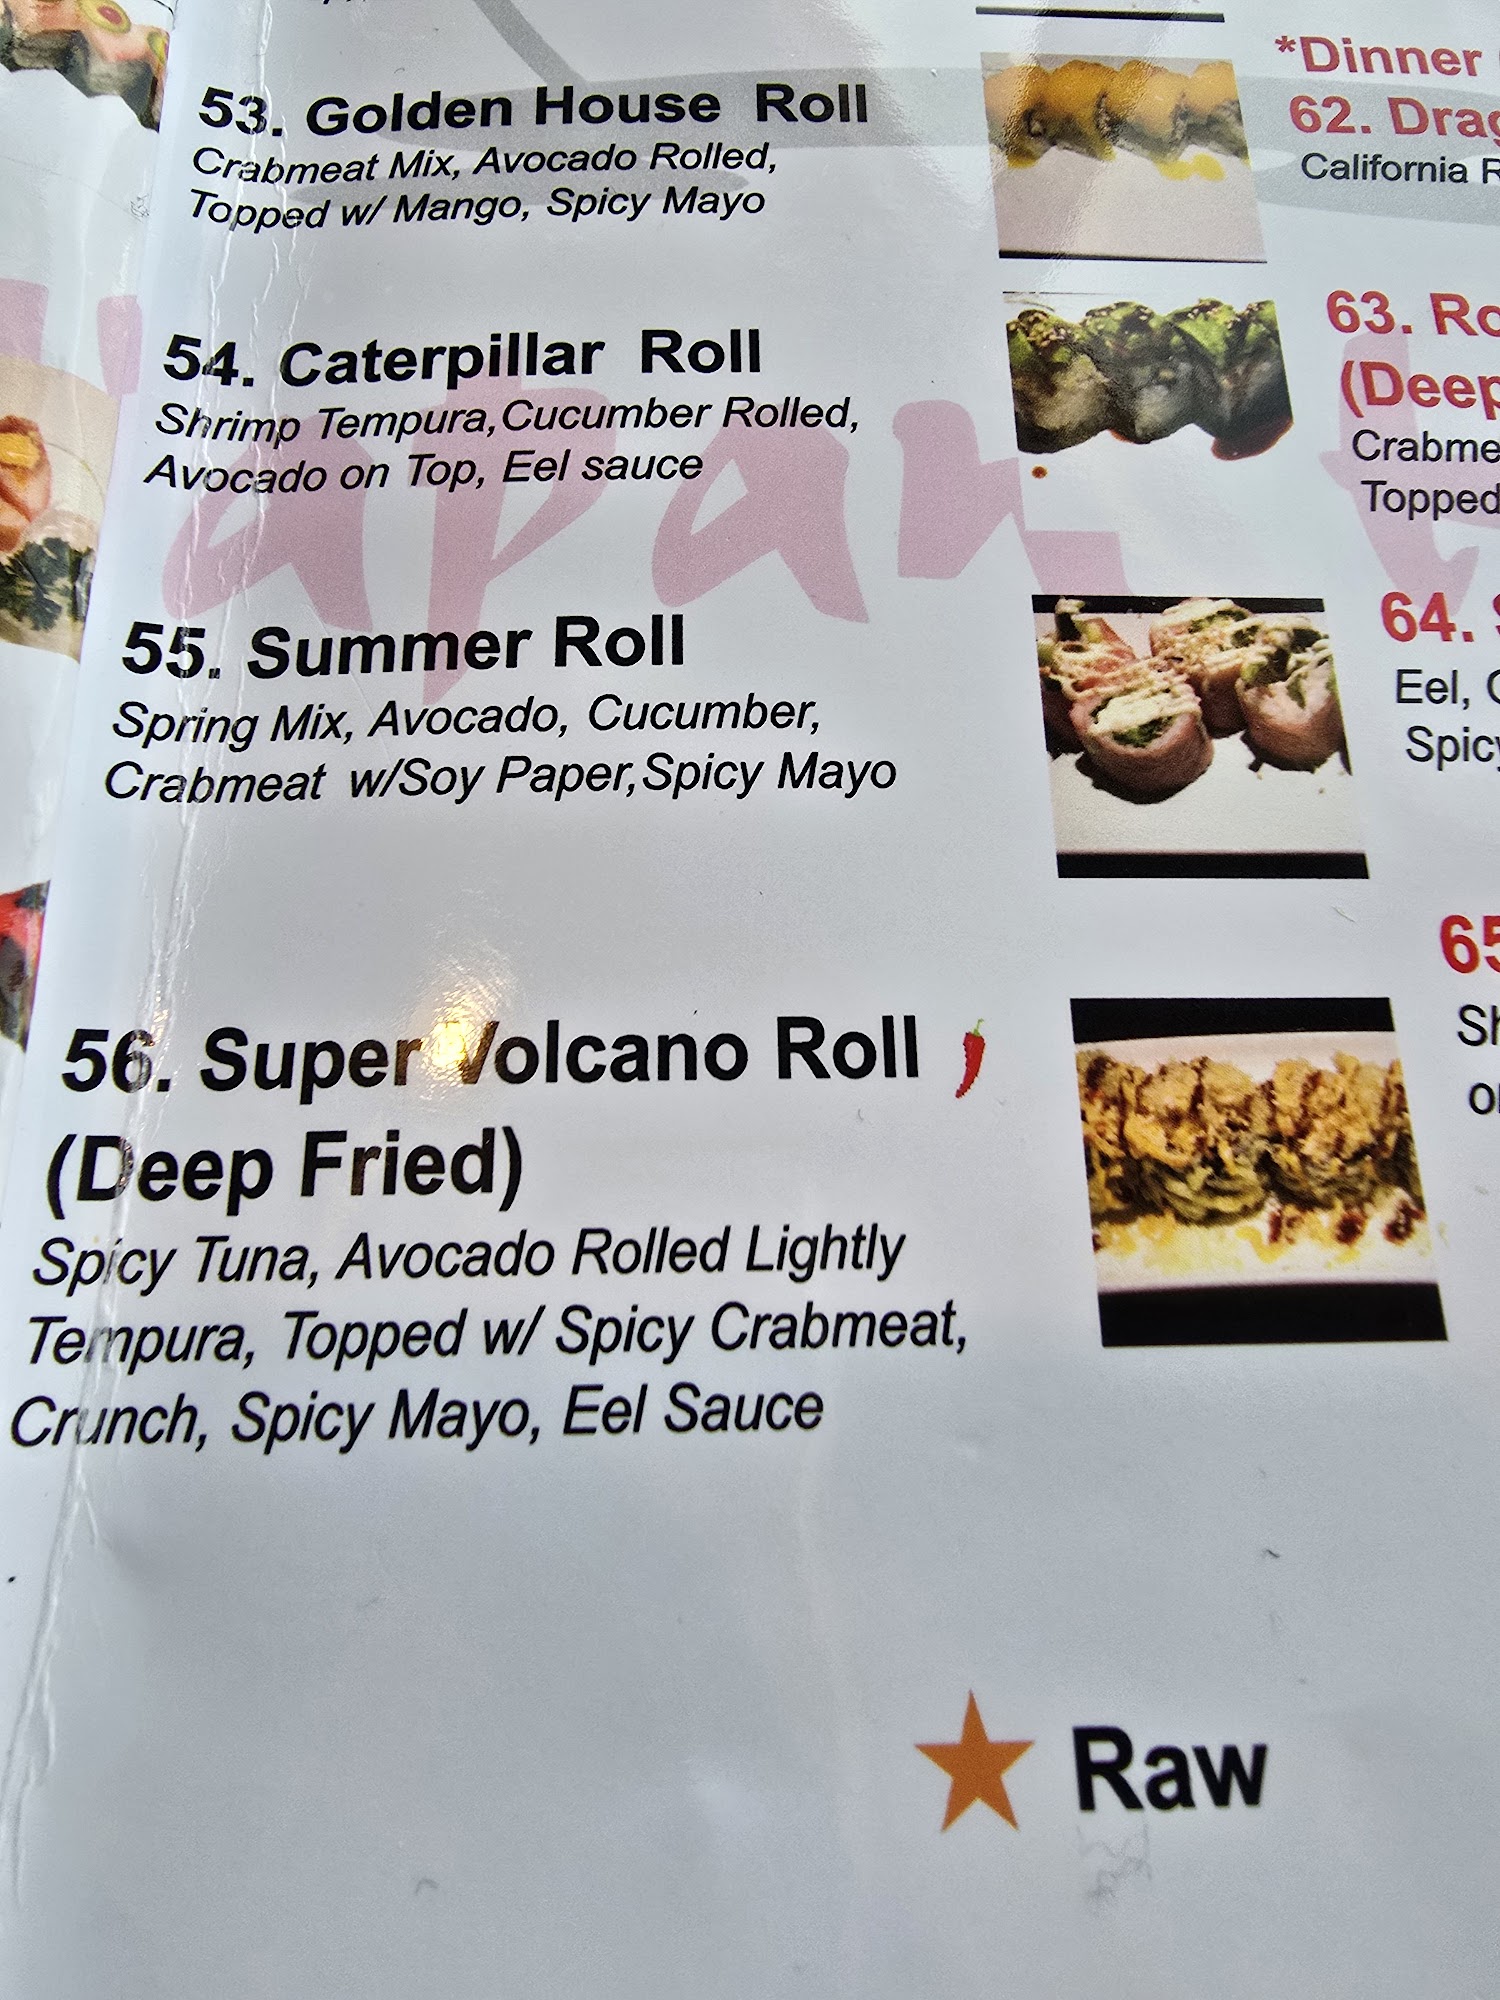 53. Golden House Roll
Crabmeat Mix, Avocado Rolled,
Topped w/ Mango, Spicy Mayo
54. Caterpillar Roll
Shrimp Tempura,Cucumber Rolled,
Avocado on Top, Eel sauce
55. Summer Roll
Spring Mix, Avocado, Cucumber,
Crabmeat w/Soy Paper,Spicy Mayo
56. Super Volcano Roll
(Deep Fried)
Spicy Tuna, Avocado Rolled Lightly
Tempura, Topped w/ Spicy Crabmeat,
Crunch, Spicy Mayo, Eel Sauce
*Dinner
62.
California
63.
(Deep
Topped
64.
Eel,
Spicy
65
Raw